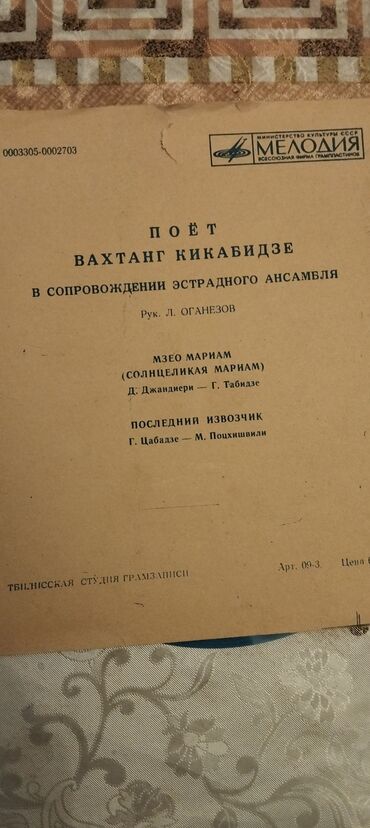 0003305-0002703
МИНИСТЕРСТВО КУЛЬТУРЫ СССР
МЕЛОДИЯ
ВСЕСОЮЗНАЯ ФИРМА ГРАМПЛАСТИНОК
ПОЁТ
ВАХТАНГ КИКАБИДЗЕ
В СОПРОВОЖДЕНИИ ЭСТРАДНОГО АНСАМБЛЯ
Рук. Л. ОГАНЕЗОВ
МЗЕО МАРИАМ
(СОЛНЦЕЛИКАЯ МАРИАМ)
Д. Джандиери — Г. Табидзе
ПОСЛЕДНИЙ ИЗВОЗЧИК
Г. Цабадзе — М. Поцхишвили
ТБИЛИССКАЯ СТУДИЯ ГРАМЗАПИСИ
Арт. 09-3. Цена